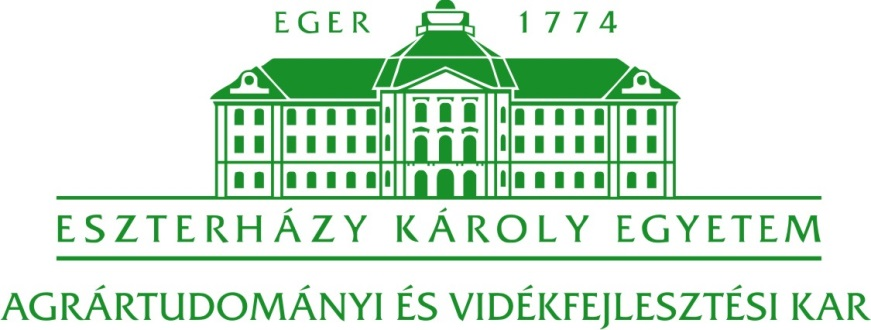 EGER 1774
ESZTERHÁZY KÁROLY EGYETEM
AGRÁRTUDOMÁNYI ÉS VIDÉKFEJLESZTÉSI KAR